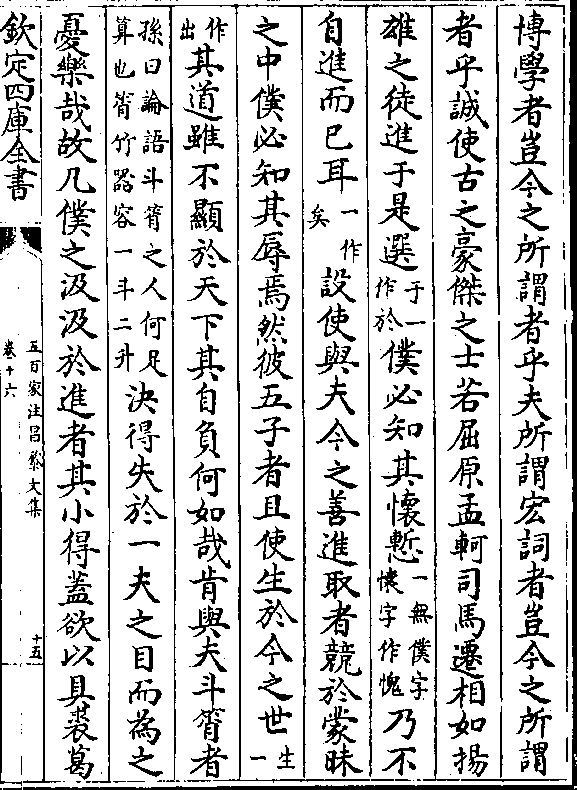 博學者豈今之所謂者乎夫所謂宏詞者豈今之所謂
者乎誠使古之豪傑之士若屈原孟軻司馬遷相如揚
雄之徒進于是選于一作於僕必知其懷慙一無僕字懐字作愧乃不
自進而已耳一作矣設使與夫今之善進取者競於蒙昧
之中僕必知其辱焉然彼五子者且使生於今之世生一
作出其道雖不顯於天下其自負何如哉肯與夫斗筲者
孫曰論語斗筲之人何足算也筲竹器容一斗二升決得失於一夫之目而為之
憂樂哉故凡僕之汲汲於進者其小得蓋欲以具裘葛
欽定四庫全書
五百家注昌黎文集
卷十六
十五